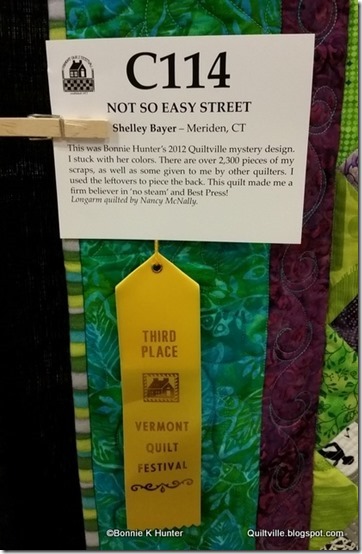 C114
NOT SO EASY STREET
Shelley Bayer – Meriden, CT
This was Bonnie Hunter's 2012 Quiltville mystery design.
I stuck with her colors. There are over 2,300 pieces of my
scraps, as well as some given to me by other quilters. I
used the leftovers to piece the back. This quilt made me a
firm believer in 'no steam' and Best Press!
Longarm quilted by Nancy McNally.
THIRD
PLACE
VERMONT
QUILT
FESTIVAL
©Bonnie K Hunter
Quiltville.blogspot.com